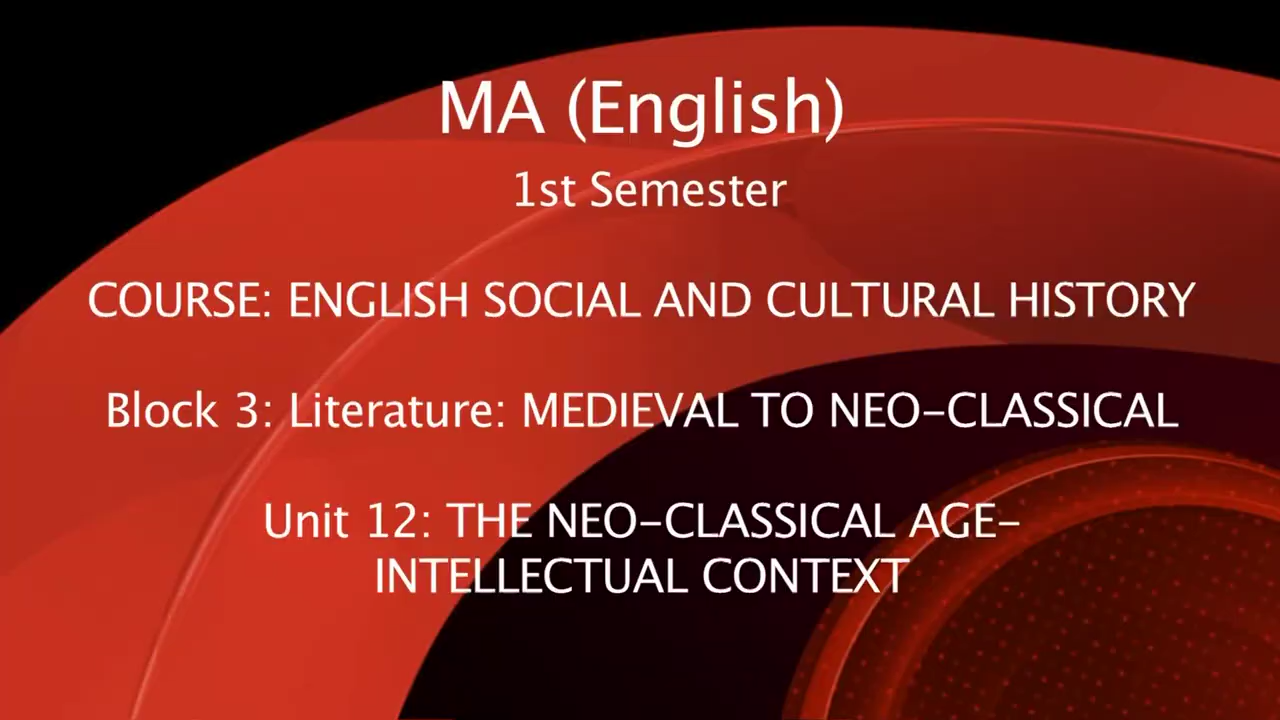 MA (English)
1st Semester
COURSE: ENGLISH SOCIAL AND CULTURAL HISTORY
Block 3: Literature: MEDIEVAL TO NEO-CLASSICAL
Unit 12: THE NEO-CLASSICAL AGE-
INTELLECTUAL CONTEXT